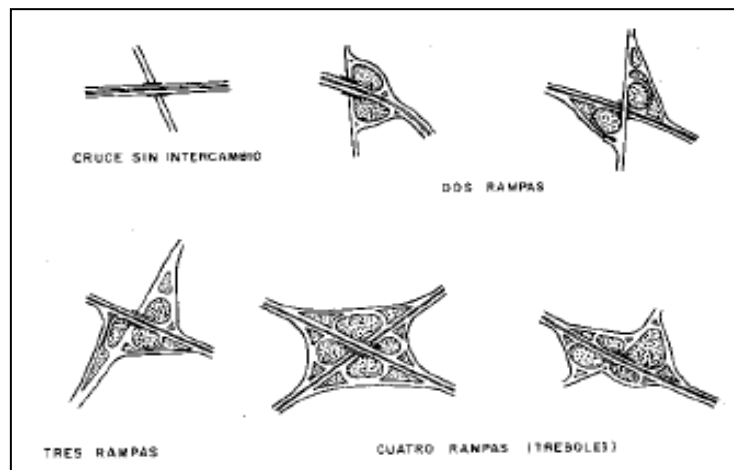 CRUCE SIN INTERCAMBIO
DOS RAMPAS
TRES RAMPAS
CUATRO RAMPAS (TREBOLES)